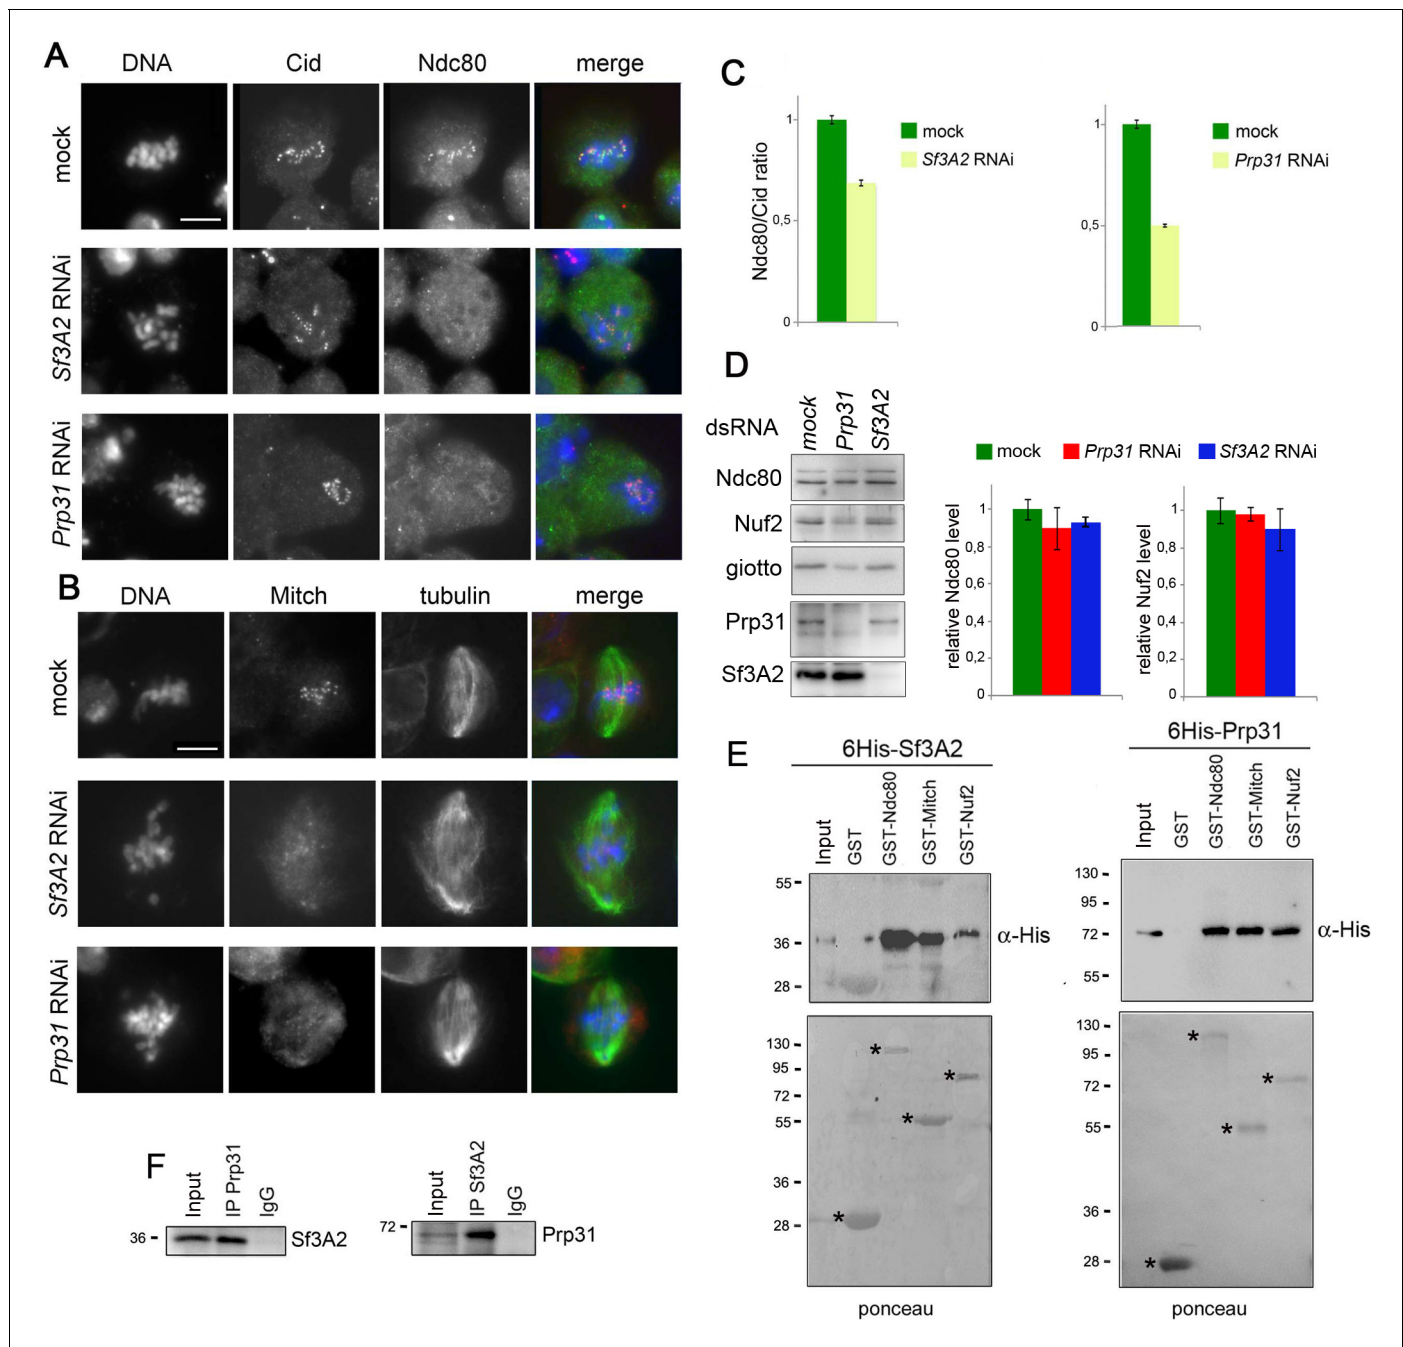 A
DNA Cid Ndc80 merge
mock
Sf3A2 RNAi
Prp31 RNAi
B
DNA Mitch tubulin merge
mock
Sf3A2 RNAi
Prp31 RNAi
C
Ndc80/Cid ratio
1
0,5
0
mock
Sf3A2 RNAi
1
0,5
0
mock
Prp31 RNAi
D
dsRNA mock Prp31 Sf3A2
Ndc80
Nuf2
giotto
Prp31
Sf3A2
mock Prp31 RNAi Sf3A2 RNAi
relative Ndc80 level
1
0,8
0,6
0,4
0,2
0
relative Nuf2 level
1
0,8
0,6
0,4
0,2
0
E
6His-Sf3A2
Input GST GST-Ndc80 GST-Mitch GST-Nuf2
55
36
28
α-His
130
95
72
55
36
28
* * * *
ponceau
6His-Prp31
Input GST GST-Ndc80 GST-Mitch GST-Nuf2
130
95
72
55
α-His
130
95
72
55
36
28
* * * *
ponceau
F
Input IP Prp31 IgG
36
Sf3A2
Input IP Sf3A2 IgG
72
Prp31